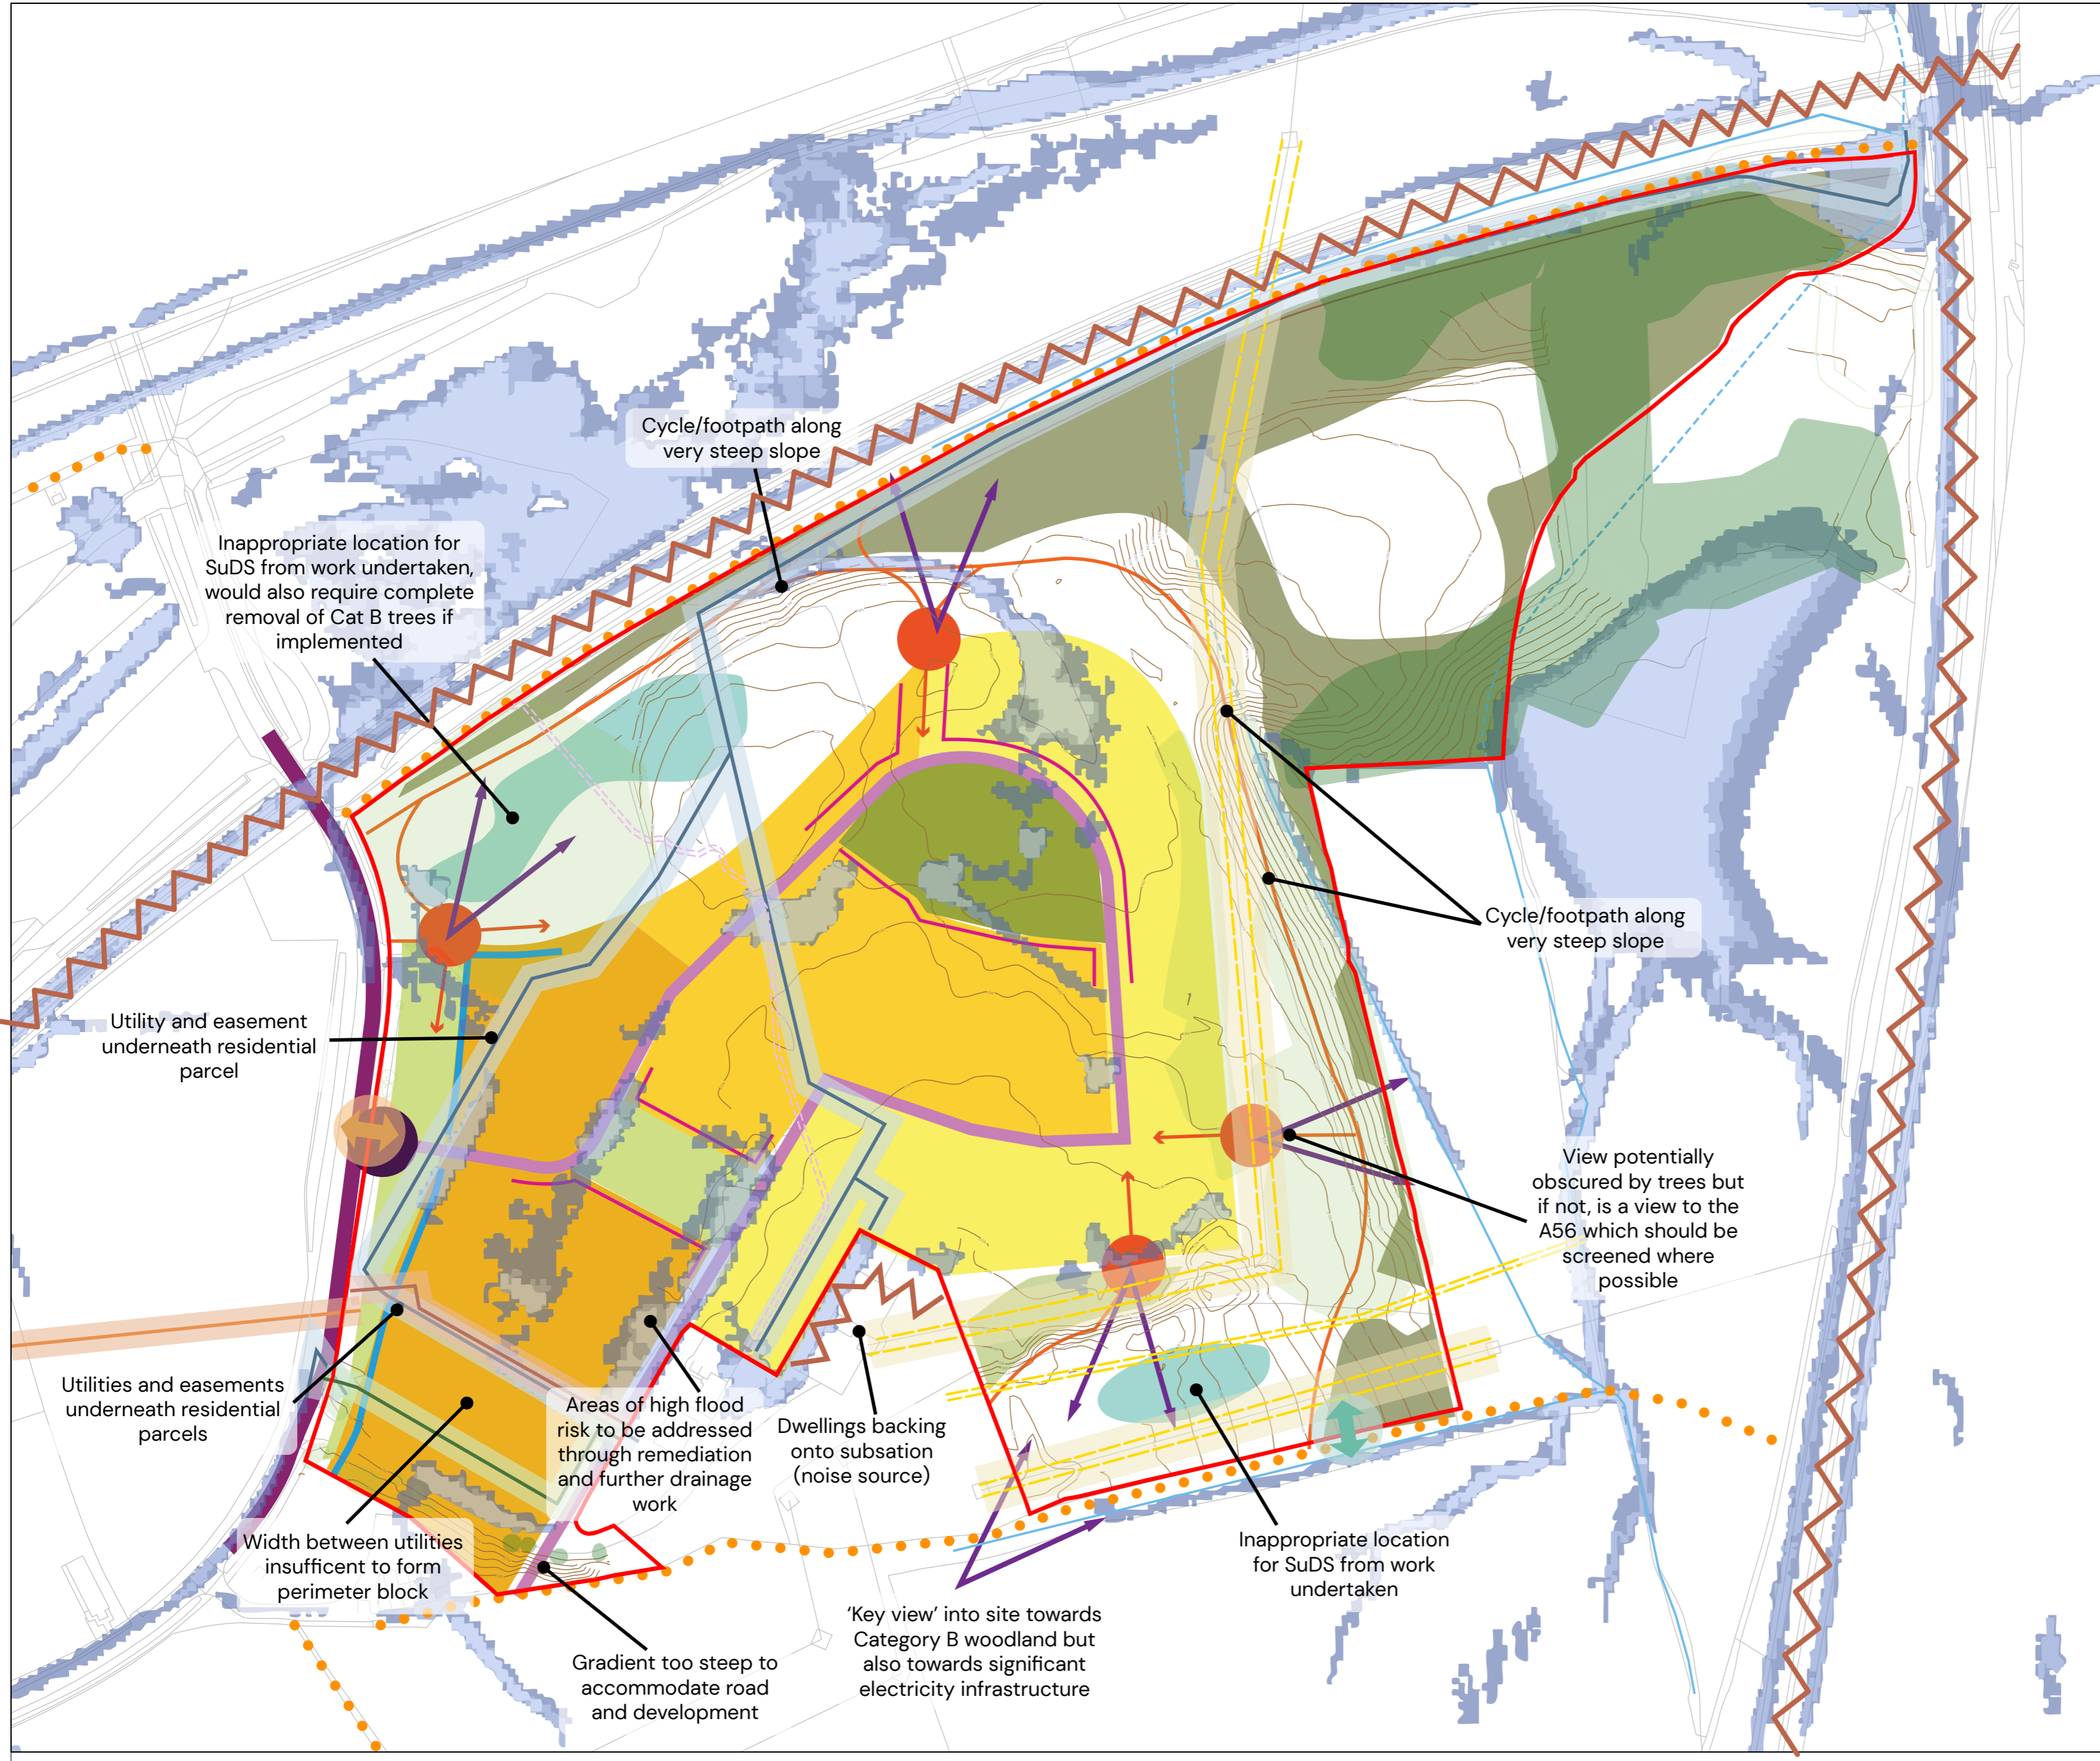 Cycle/footpath along
very steep slope
Inappropriate location for
SuDS from work undertaken,
would also require complete
removal of Cat B trees if
implemented
Cycle/footpath along
very steep slope
Utility and easement
underneath residential
parcel
View potentially
obscured by trees but
if not, is a view to the
A56 which should be
screened where
possible
Utilities and easements
underneath residential
parcels
Areas of high flood
risk to be addressed
through remediation
and further drainage
work
Dwellings backing
onto subsation
(noise source)
Width between utilities
insufficent to form
perimeter block
Inappropriate location
for SuDS from work
undertaken
'Key view' into site towards
Category B woodland but
also towards significant
electricity infrastructure
Gradient too steep to
accommodate road
and development